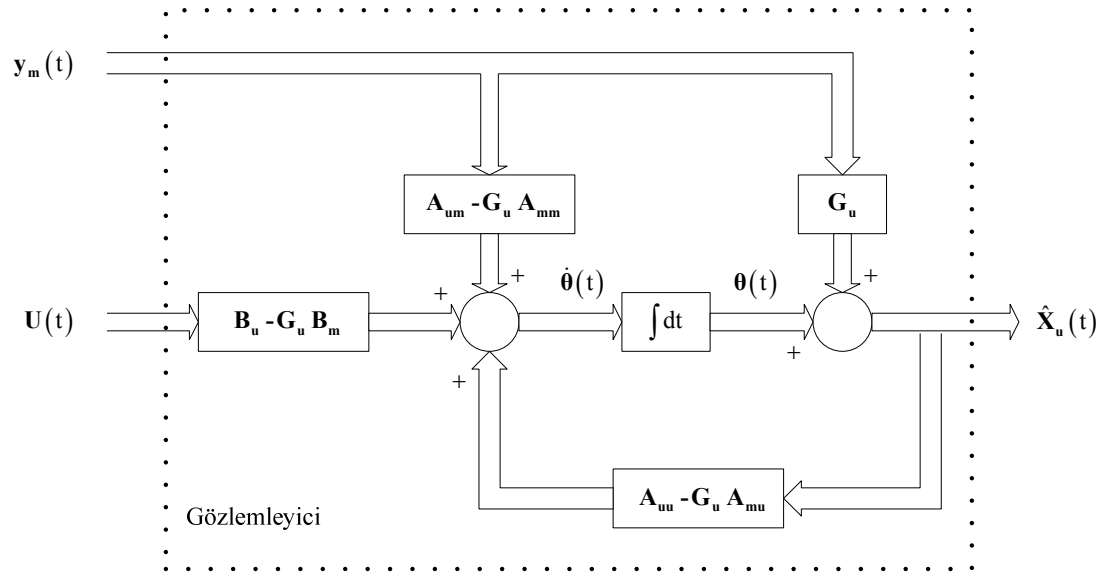 y_m(t)
A_um - G_u A_mm
G_u
+
+
θ̇(t)
θ(t)
+
U(t)
B_u - G_u B_m
∫dt
X̂_u(t)
+
+
A_uu - G_u A_mu
Gözlemleyici